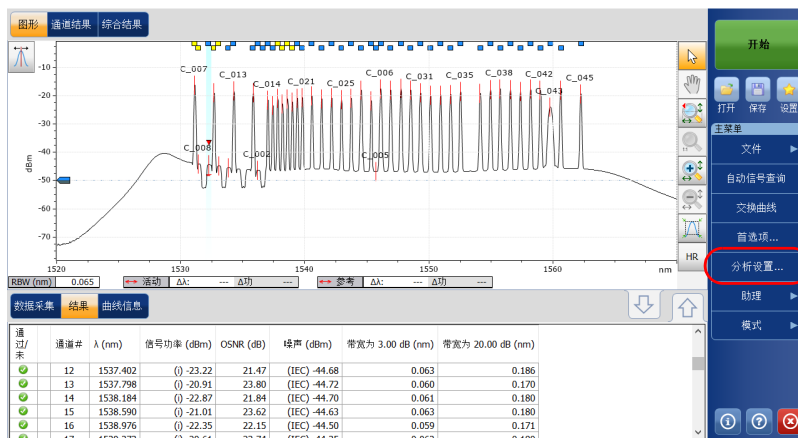 图形 通道结果 综合结果
开始
-10
-20
-30
-40
-50
-60
-70
dBm
C_007
C_013
C_014
C_021
C_025
C_006
C_031
C_035
C_038
C_042
C_043
C_045
C_008
C_002
C_005
1520 1530 1540 1550 1560 nm
RBW (nm) 0.065 活动 Δλ: --- Δ功 --- 参考 Δλ: --- Δ功 ---
HR
打开 保存 设置
主菜单
文件
自动信号查询
交换曲线
首选项...
分析设置...
助理
模式
数据采集 结果 曲线信息
通过/未 通道# λ (nm) 信号功率 (dBm) OSNR (dB) 噪声 (dBm) 带宽为 3.00 dB (nm) 带宽为 20.00 dB (nm)
12 1537.402 (i) -23.22 21.47 (IEC) -44.68 0.063 0.186
13 1537.798 (i) -20.91 23.80 (IEC) -44.72 0.060 0.170
14 1538.184 (i) -22.87 21.84 (IEC) -44.70 0.061 0.180
15 1538.590 (i) -21.01 23.62 (IEC) -44.63 0.063 0.180
16 1538.976 (i) -22.35 22.15 (IEC) -44.50 0.059 0.171